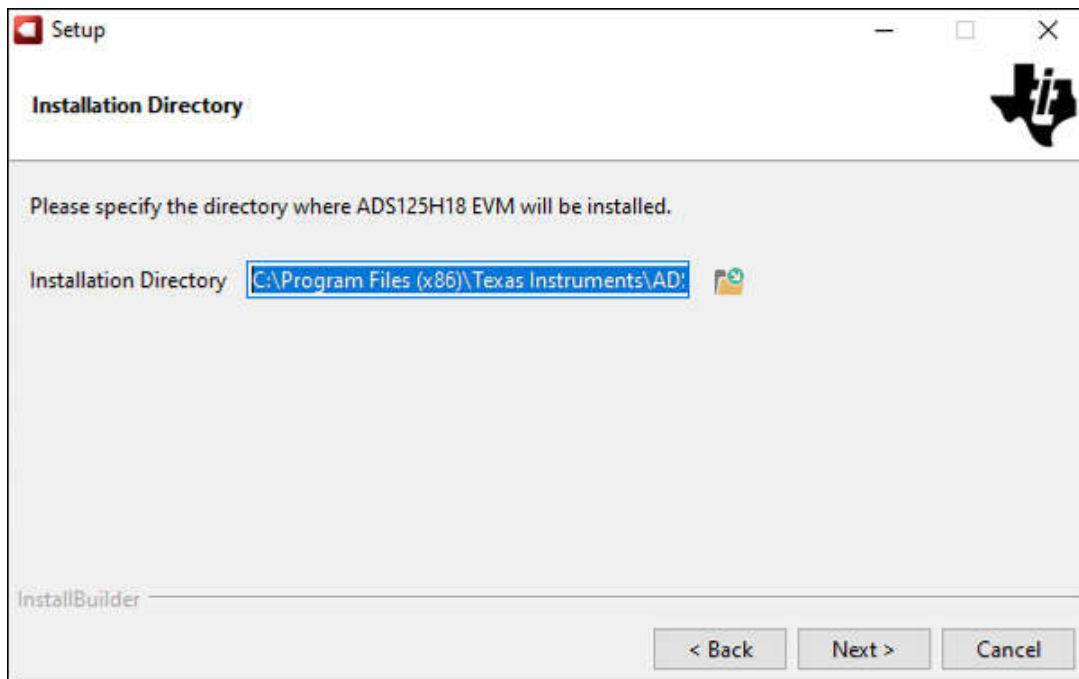 Setup
Installation Directory
Please specify the directory where ADS125H18 EVM will be installed.
Installation Directory C:\Program Files (x86)\Texas Instruments\AD
InstallBuilder
< Back Next > Cancel